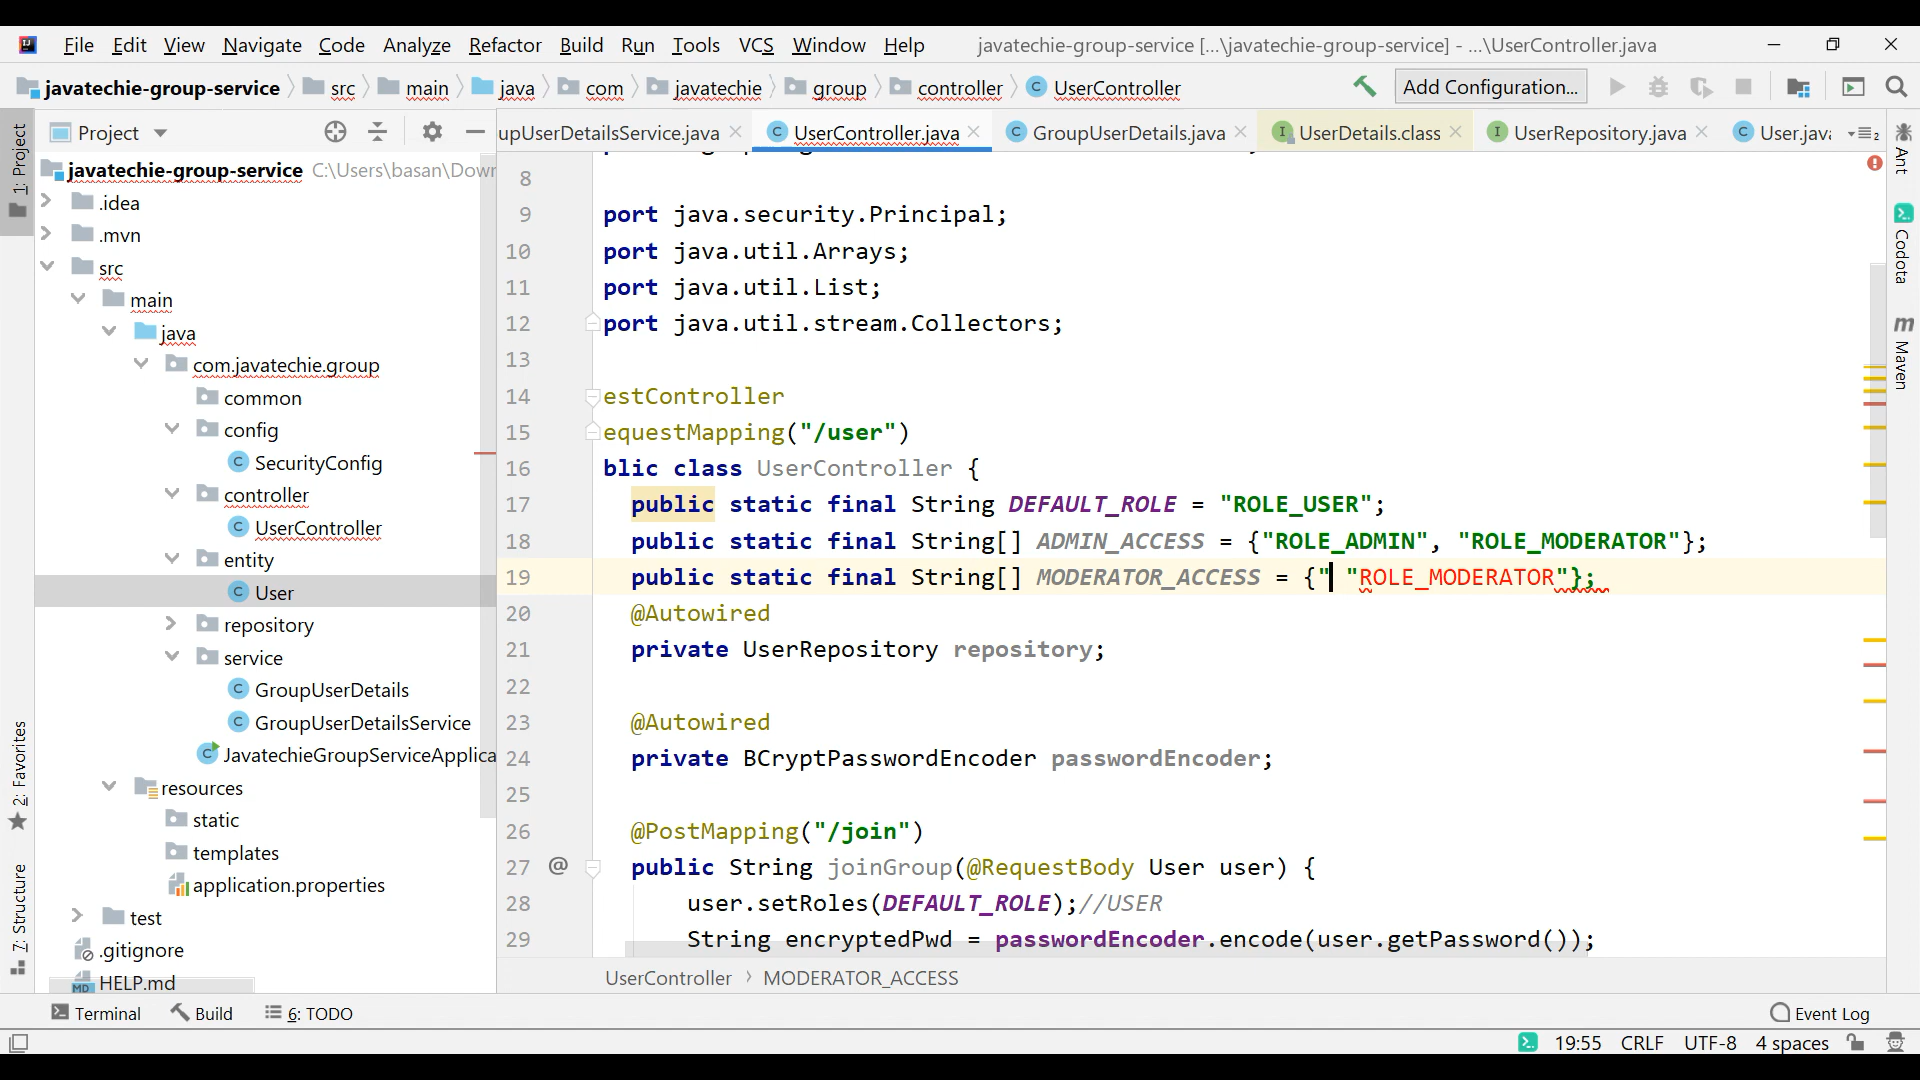 File Edit View Navigate Code Analyze Refactor Build Run Tools VCS Window Help javatechie-group-service [...\javatechie-group-service] - ...\UserController.java
javatechie-group-service src main java com javatechie group controller UserController Add Configuration...
Project
upUserDetailsService.java UserController.java GroupUserDetails.java UserDetails.class UserRepository.java User.java
1: Project
2: Favorites
7: Structure
javatechie-group-service C:\Users\basan\Down
.idea
.mvn
src
main
java
com.javatechie.group
common
config
SecurityConfig
controller
UserController
entity
User
repository
service
GroupUserDetails
GroupUserDetailsService
JavatechieGroupServiceApplica
resources
static
templates
application.properties
test
.gitignore
HELP.md
8
9 port java.security.Principal;
10 port java.util.Arrays;
11 port java.util.List;
12 port java.util.stream.Collectors;
13
14 estController
15 equestMapping("/user")
16 blic class UserController {
17 public static final String DEFAULT_ROLE = "ROLE_USER";
18 public static final String[] ADMIN_ACCESS = {"ROLE_ADMIN", "ROLE_MODERATOR"};
19 public static final String[] MODERATOR_ACCESS = {" "ROLE_MODERATOR"};
20 @Autowired
21 private UserRepository repository;
22
23 @Autowired
24 private BCryptPasswordEncoder passwordEncoder;
25
26 @PostMapping("/join")
27 @ public String joinGroup(@RequestBody User user) {
28 user.setRoles(DEFAULT_ROLE);//USER
29 String encryptedPwd = passwordEncoder.encode(user.getPassword());
UserController MODERATOR_ACCESS
Ant
Codota
Maven
Terminal Build 6: TODO Event Log
19:55 CRLF UTF-8 4 spaces